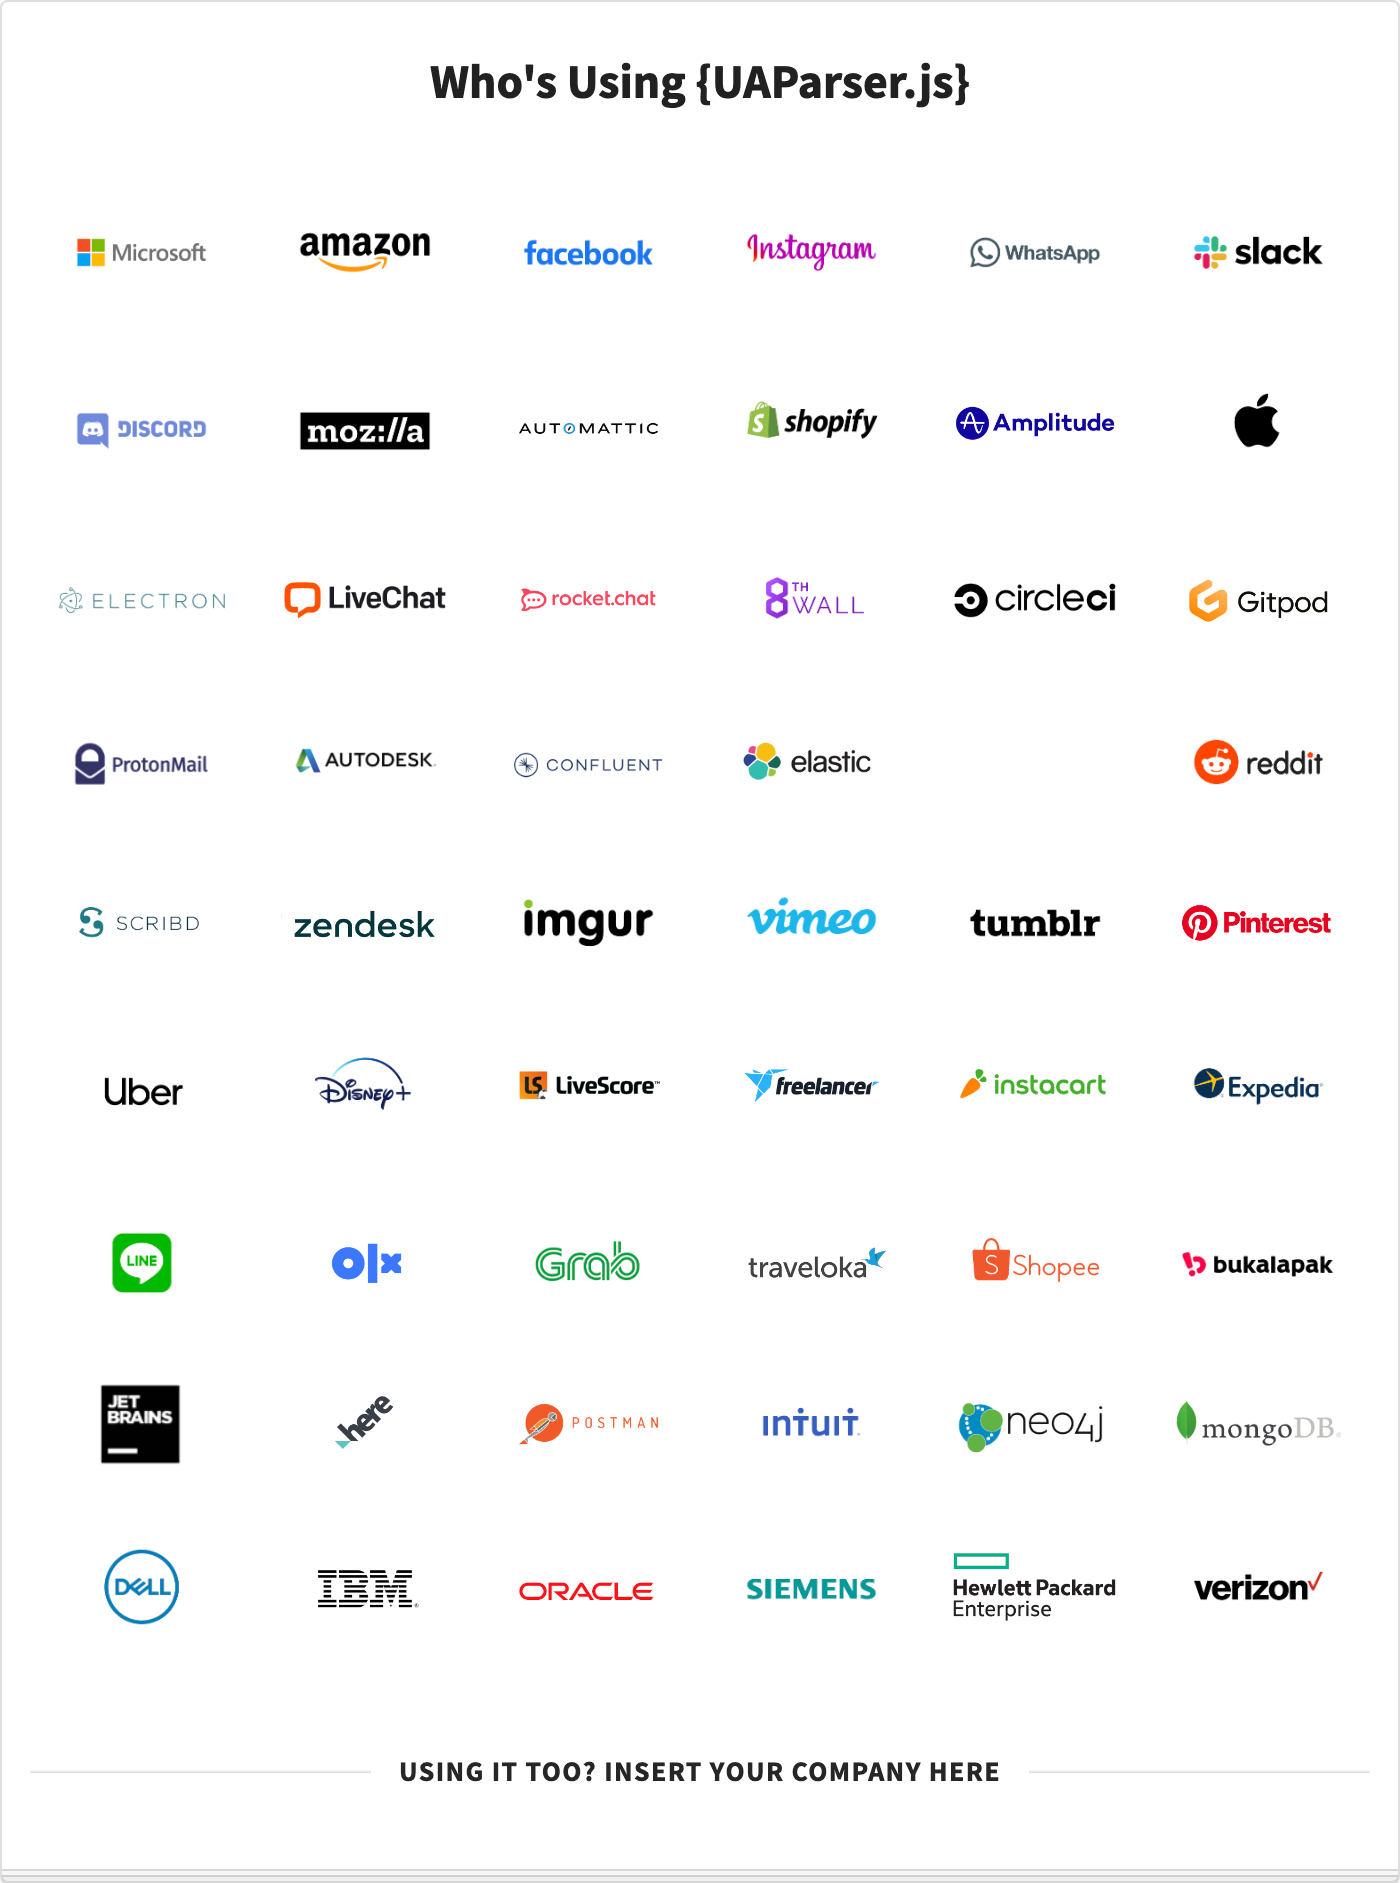 Who's Using {UAParser.js}
Microsoft
amazon
facebook
Instagram
WhatsApp
slack
DISCORD
moz://a
AUTOMATTIC
shopify
Amplitude
ELECTRON
LiveChat
rocket.chat
8TH WALL
circleci
Gitpod
ProtonMail
AUTODESK
CONFLUENT
elastic
reddit
SCRIBD
zendesk
imgur
vimeo
tumblr
Pinterest
Uber
Disney+
LS LiveScore™
freelancer
instacart
Expedia
LINE
olx
Grab
traveloka
S Shopee
bukalapak
JET
BRAINS
here
POSTMAN
intuit
neo4j
mongoDB
DELL
IBM®
ORACLE
SIEMENS
Hewlett Packard
Enterprise
verizon✓
USING IT TOO? INSERT YOUR COMPANY HERE